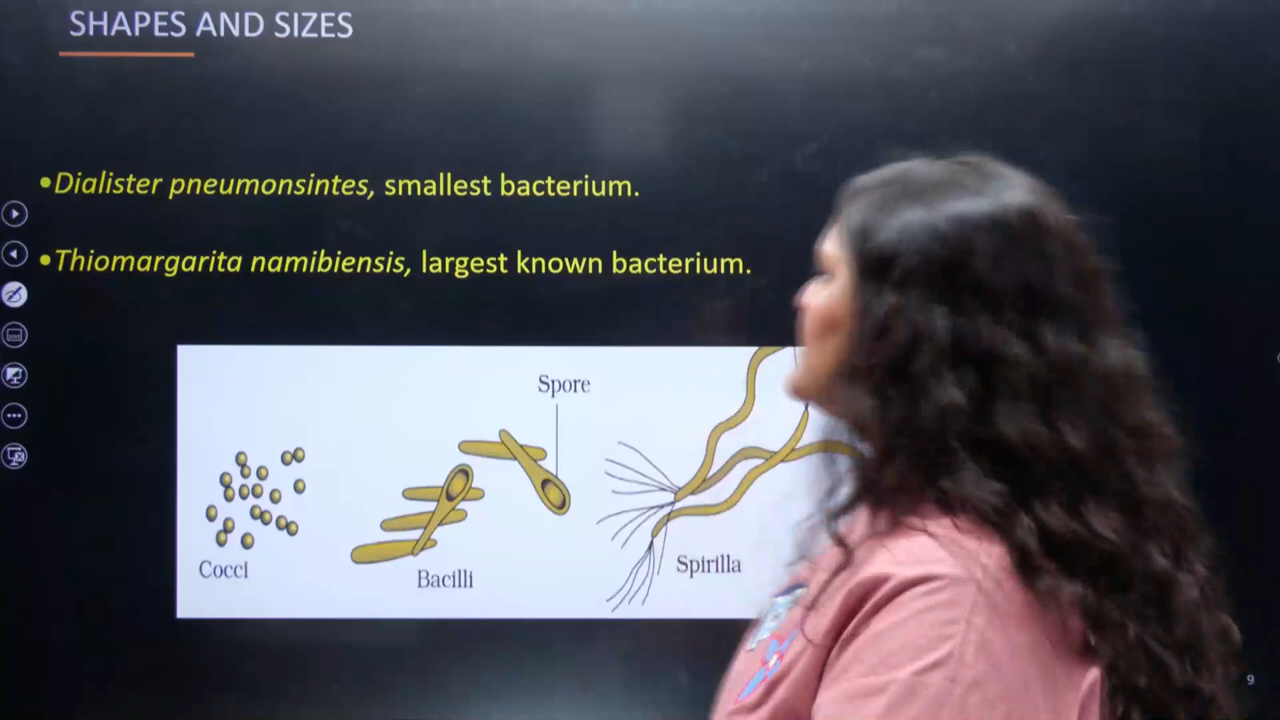 SHAPES AND SIZES
•Dialister pneumonsintes, smallest bacterium.
•Thiomargarita namibiensis, largest known bacterium.
Spore
Cocci
Bacilli
Spirilla
9